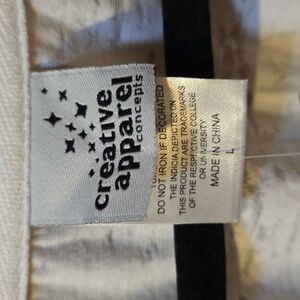 creative
apparel
concepts
DO NOT IRON IF DECORATED
THE INDICIA DEPICTED ON
THIS PRODUCT ARE TRADEMARKS
OF THE RESPECTIVE COLLEGE
OR UNIVERSITY
MADE IN CHINA
L